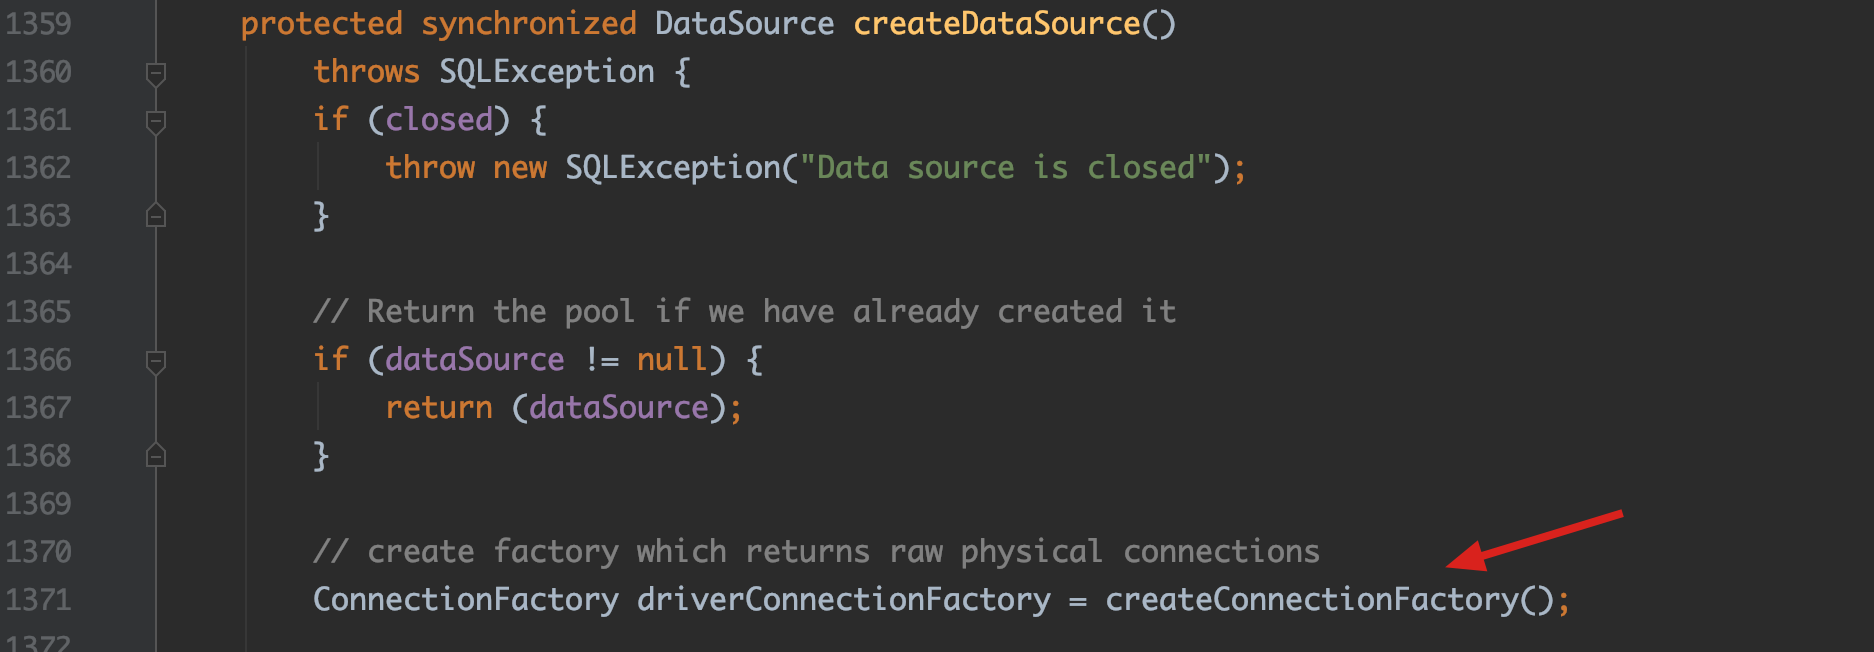 1359 protected synchronized DataSource createDataSource()
1360 throws SQLException {
1361 if (closed) {
1362 throw new SQLException("Data source is closed");
1363 }
1364
1365 // Return the pool if we have already created it
1366 if (dataSource != null) {
1367 return (dataSource);
1368 }
1369
1370 // create factory which returns raw physical connections
1371 ConnectionFactory driverConnectionFactory = createConnectionFactory();
1372